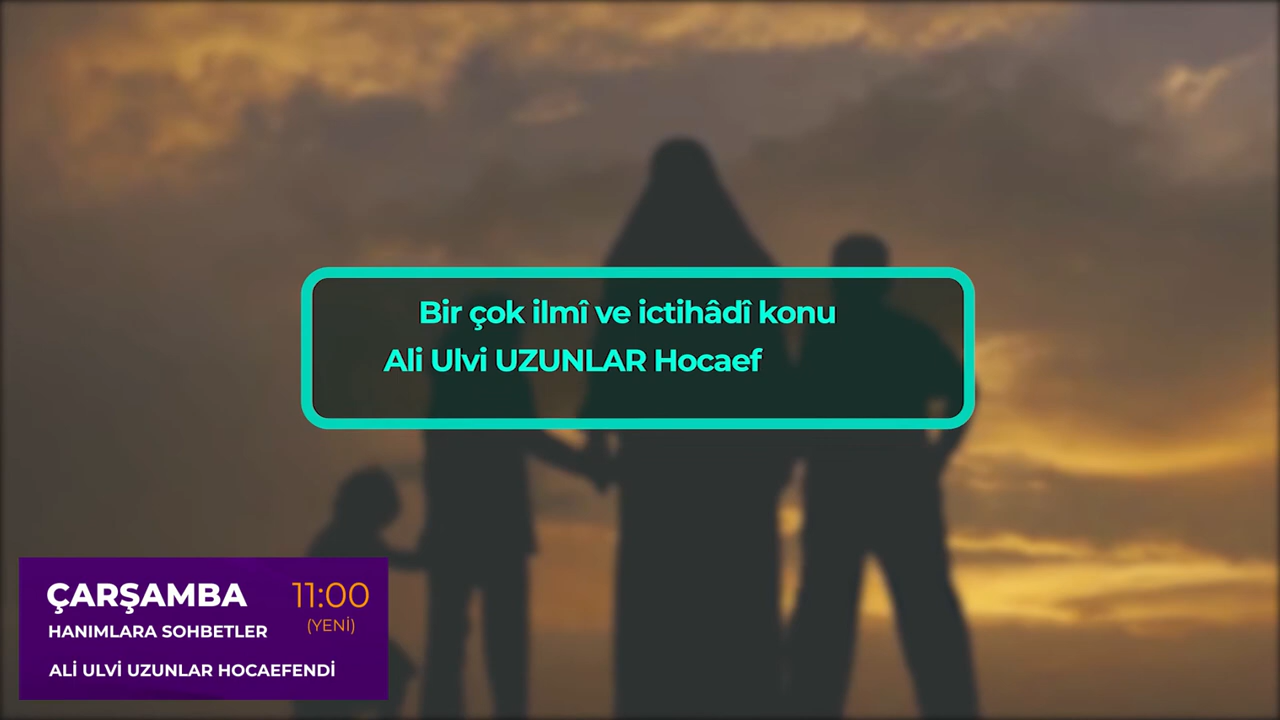 Bir çok ilmî ve ictihâdî konu
Ali Ulvi UZUNLAR Hocaef
ÇARŞAMBA
11:00
HANIMLARA SOHBETLER
(YENİ)
ALİ ULVİ UZUNLAR HOCAEFENDİ